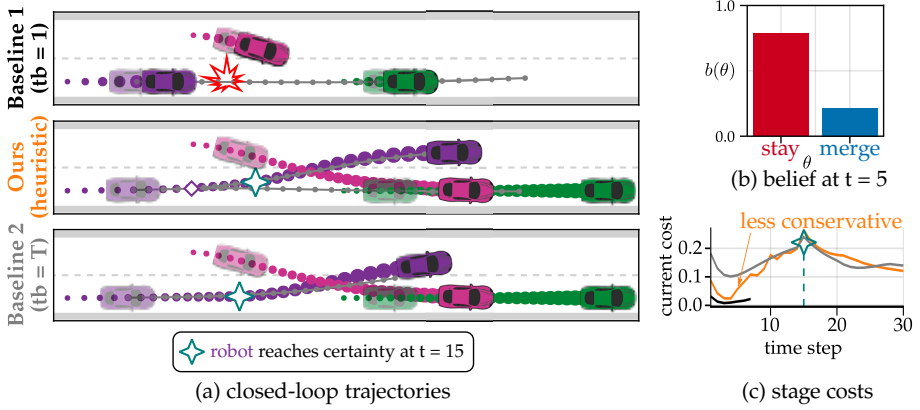 Baseline 1
(tb = 1)
Ours
(heuristic)
Baseline 2
(tb = T)
robot reaches certainty at t = 15
(a) closed-loop trajectories
1.0
b(θ)
0.0
stay merge
θ
(b) belief at t = 5
current cost
less conservative
0.2
0.1
0.0
10 20 30
time step
(c) stage costs